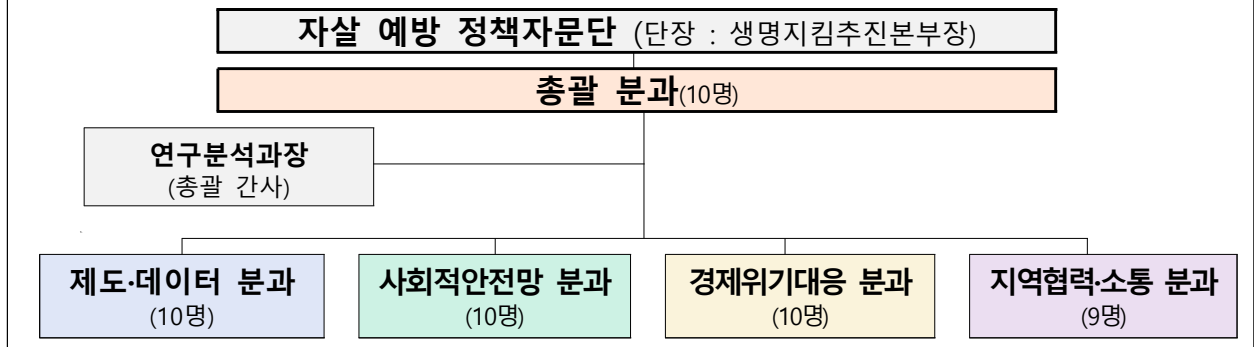 자살 예방 정책자문단 (단장 : 생명지킴추진본부장)
총괄 분과(10명)
연구분석과장
(총괄 간사)
제도·데이터 분과
(10명)
사회적안전망 분과
(10명)
경제위기대응 분과
(10명)
지역협력·소통 분과
(9명)